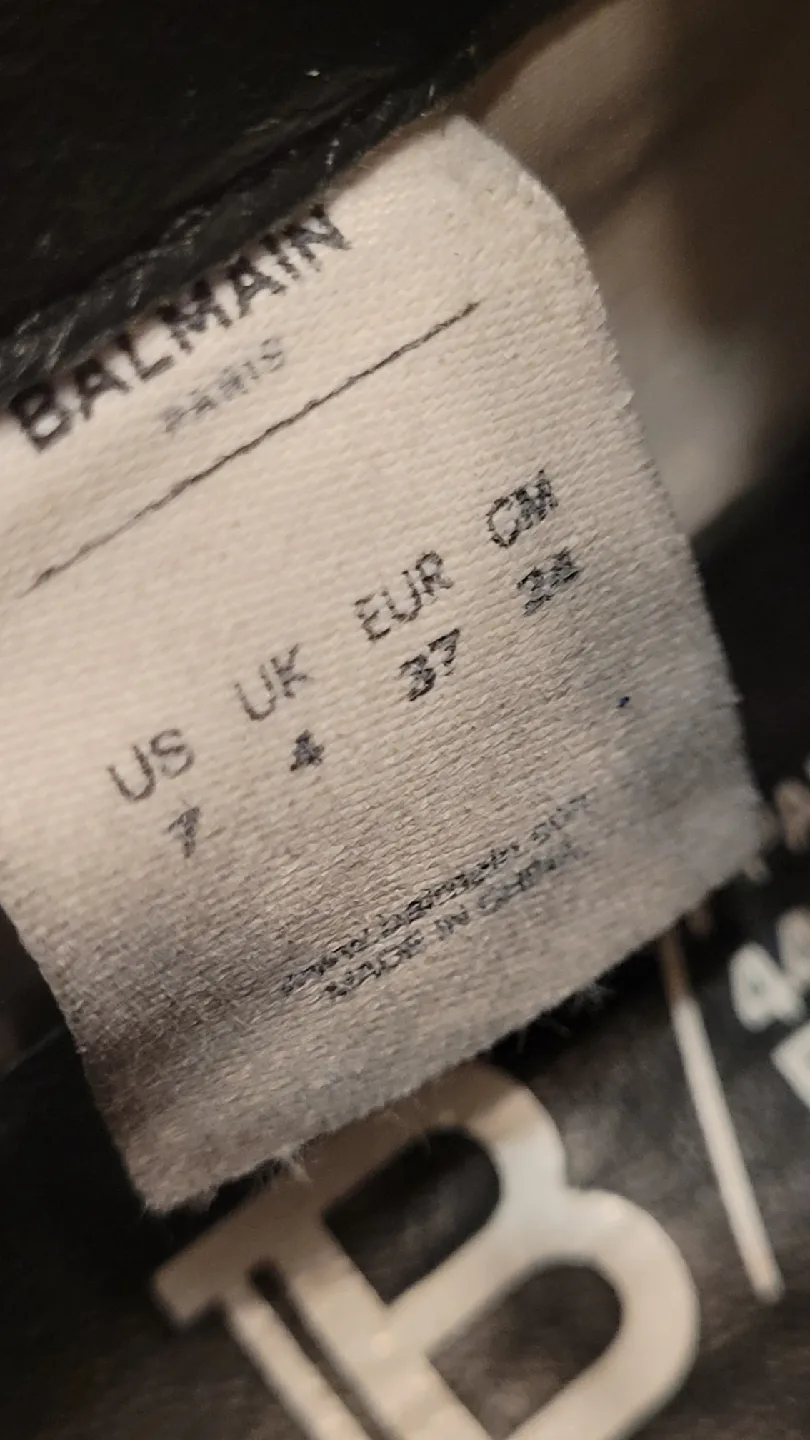 BALMAIN
PARIS
US UK EUR CM
7 4 37 24
www.balmain.com
MADE IN CHINA
B